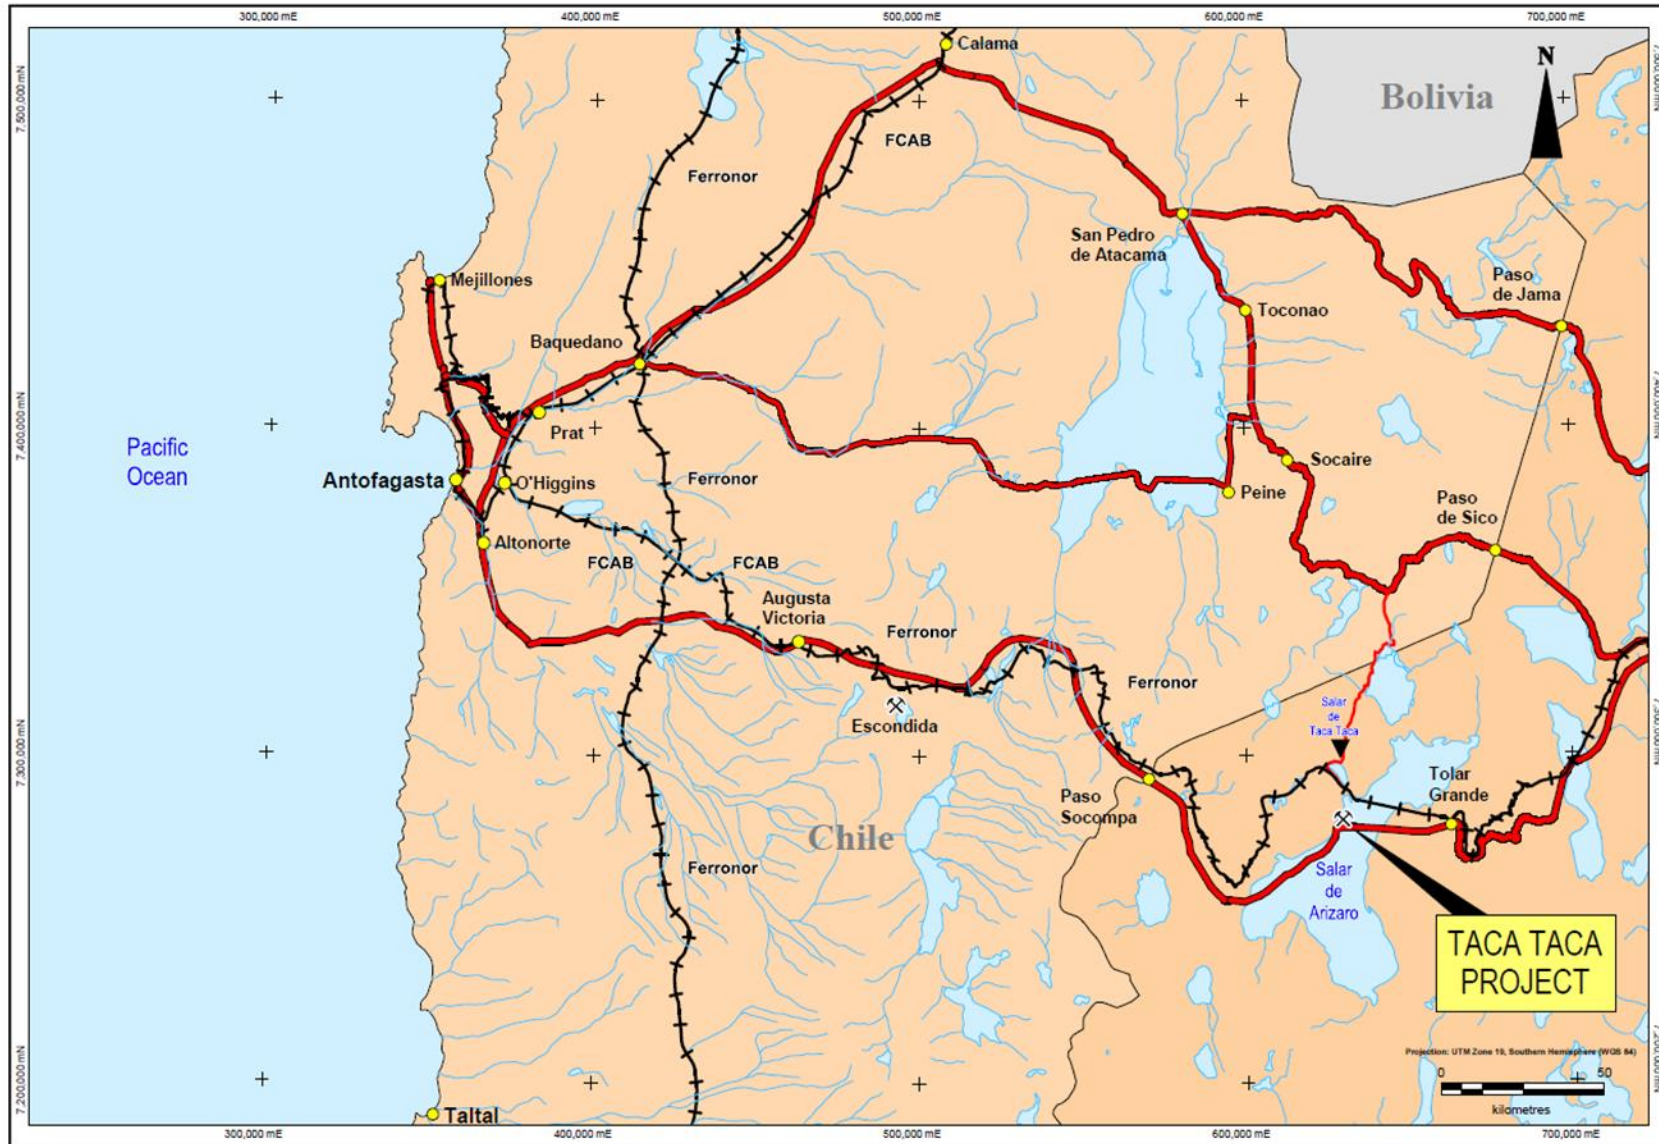 300,000 mE
400,000 mE
500,000 mE
600,000 mE
700,000 mE
Calama
N
Bolivia
7,500,000 mN
FCAB
Ferronor
San Pedro
de Atacama
Paso
de Jama
Mejillones
Toconao
Baquedano
7,400,000 mN
Prat
Pacific
Ocean
Socaire
Antofagasta
O'Higgins
Ferronor
Peine
Paso
de Sico
Altonorte
FCAB
FCAB
Augusta
Victoria
Ferronor
Ferronor
Escondida
Salar
de
Taca Taca
7,300,000 mN
Tolar
Grande
Paso
Socompa
Chile
Ferronor
Salar
de
Arizaro
TACA TACA
PROJECT
Projection: UTM Zone 19, Southern Hemisphere (WGS 84)
0
50
kilometres
7,200,000 mN
Taltal
300,000 mE
400,000 mE
500,000 mE
600,000 mE
700,000 mE